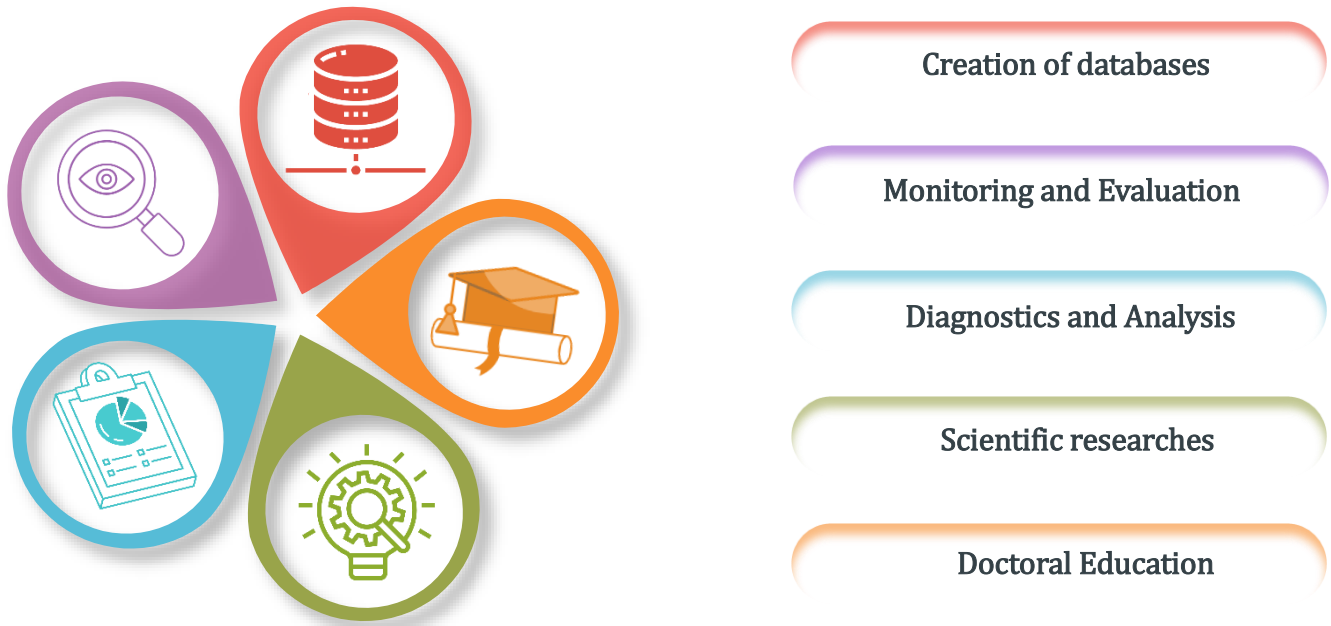 Creation of databases
Monitoring and Evaluation
Diagnostics and Analysis
Scientific researches
Doctoral Education